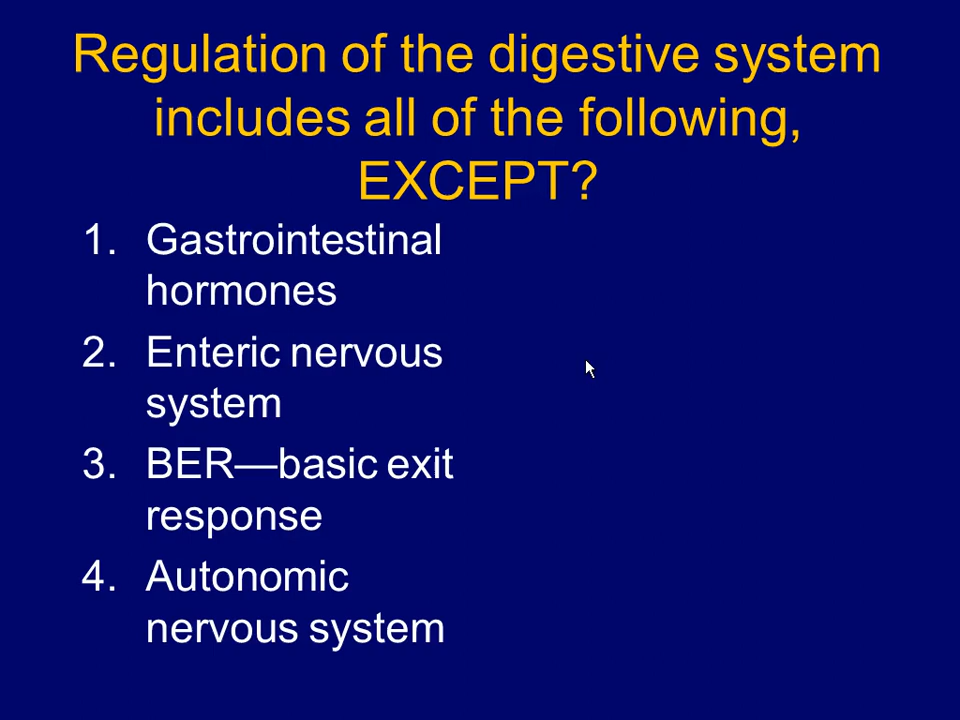 Regulation of the digestive system
includes all of the following,
EXCEPT?
1. Gastrointestinal
hormones
2. Enteric nervous
system
3. BER—basic exit
response
4. Autonomic
nervous system